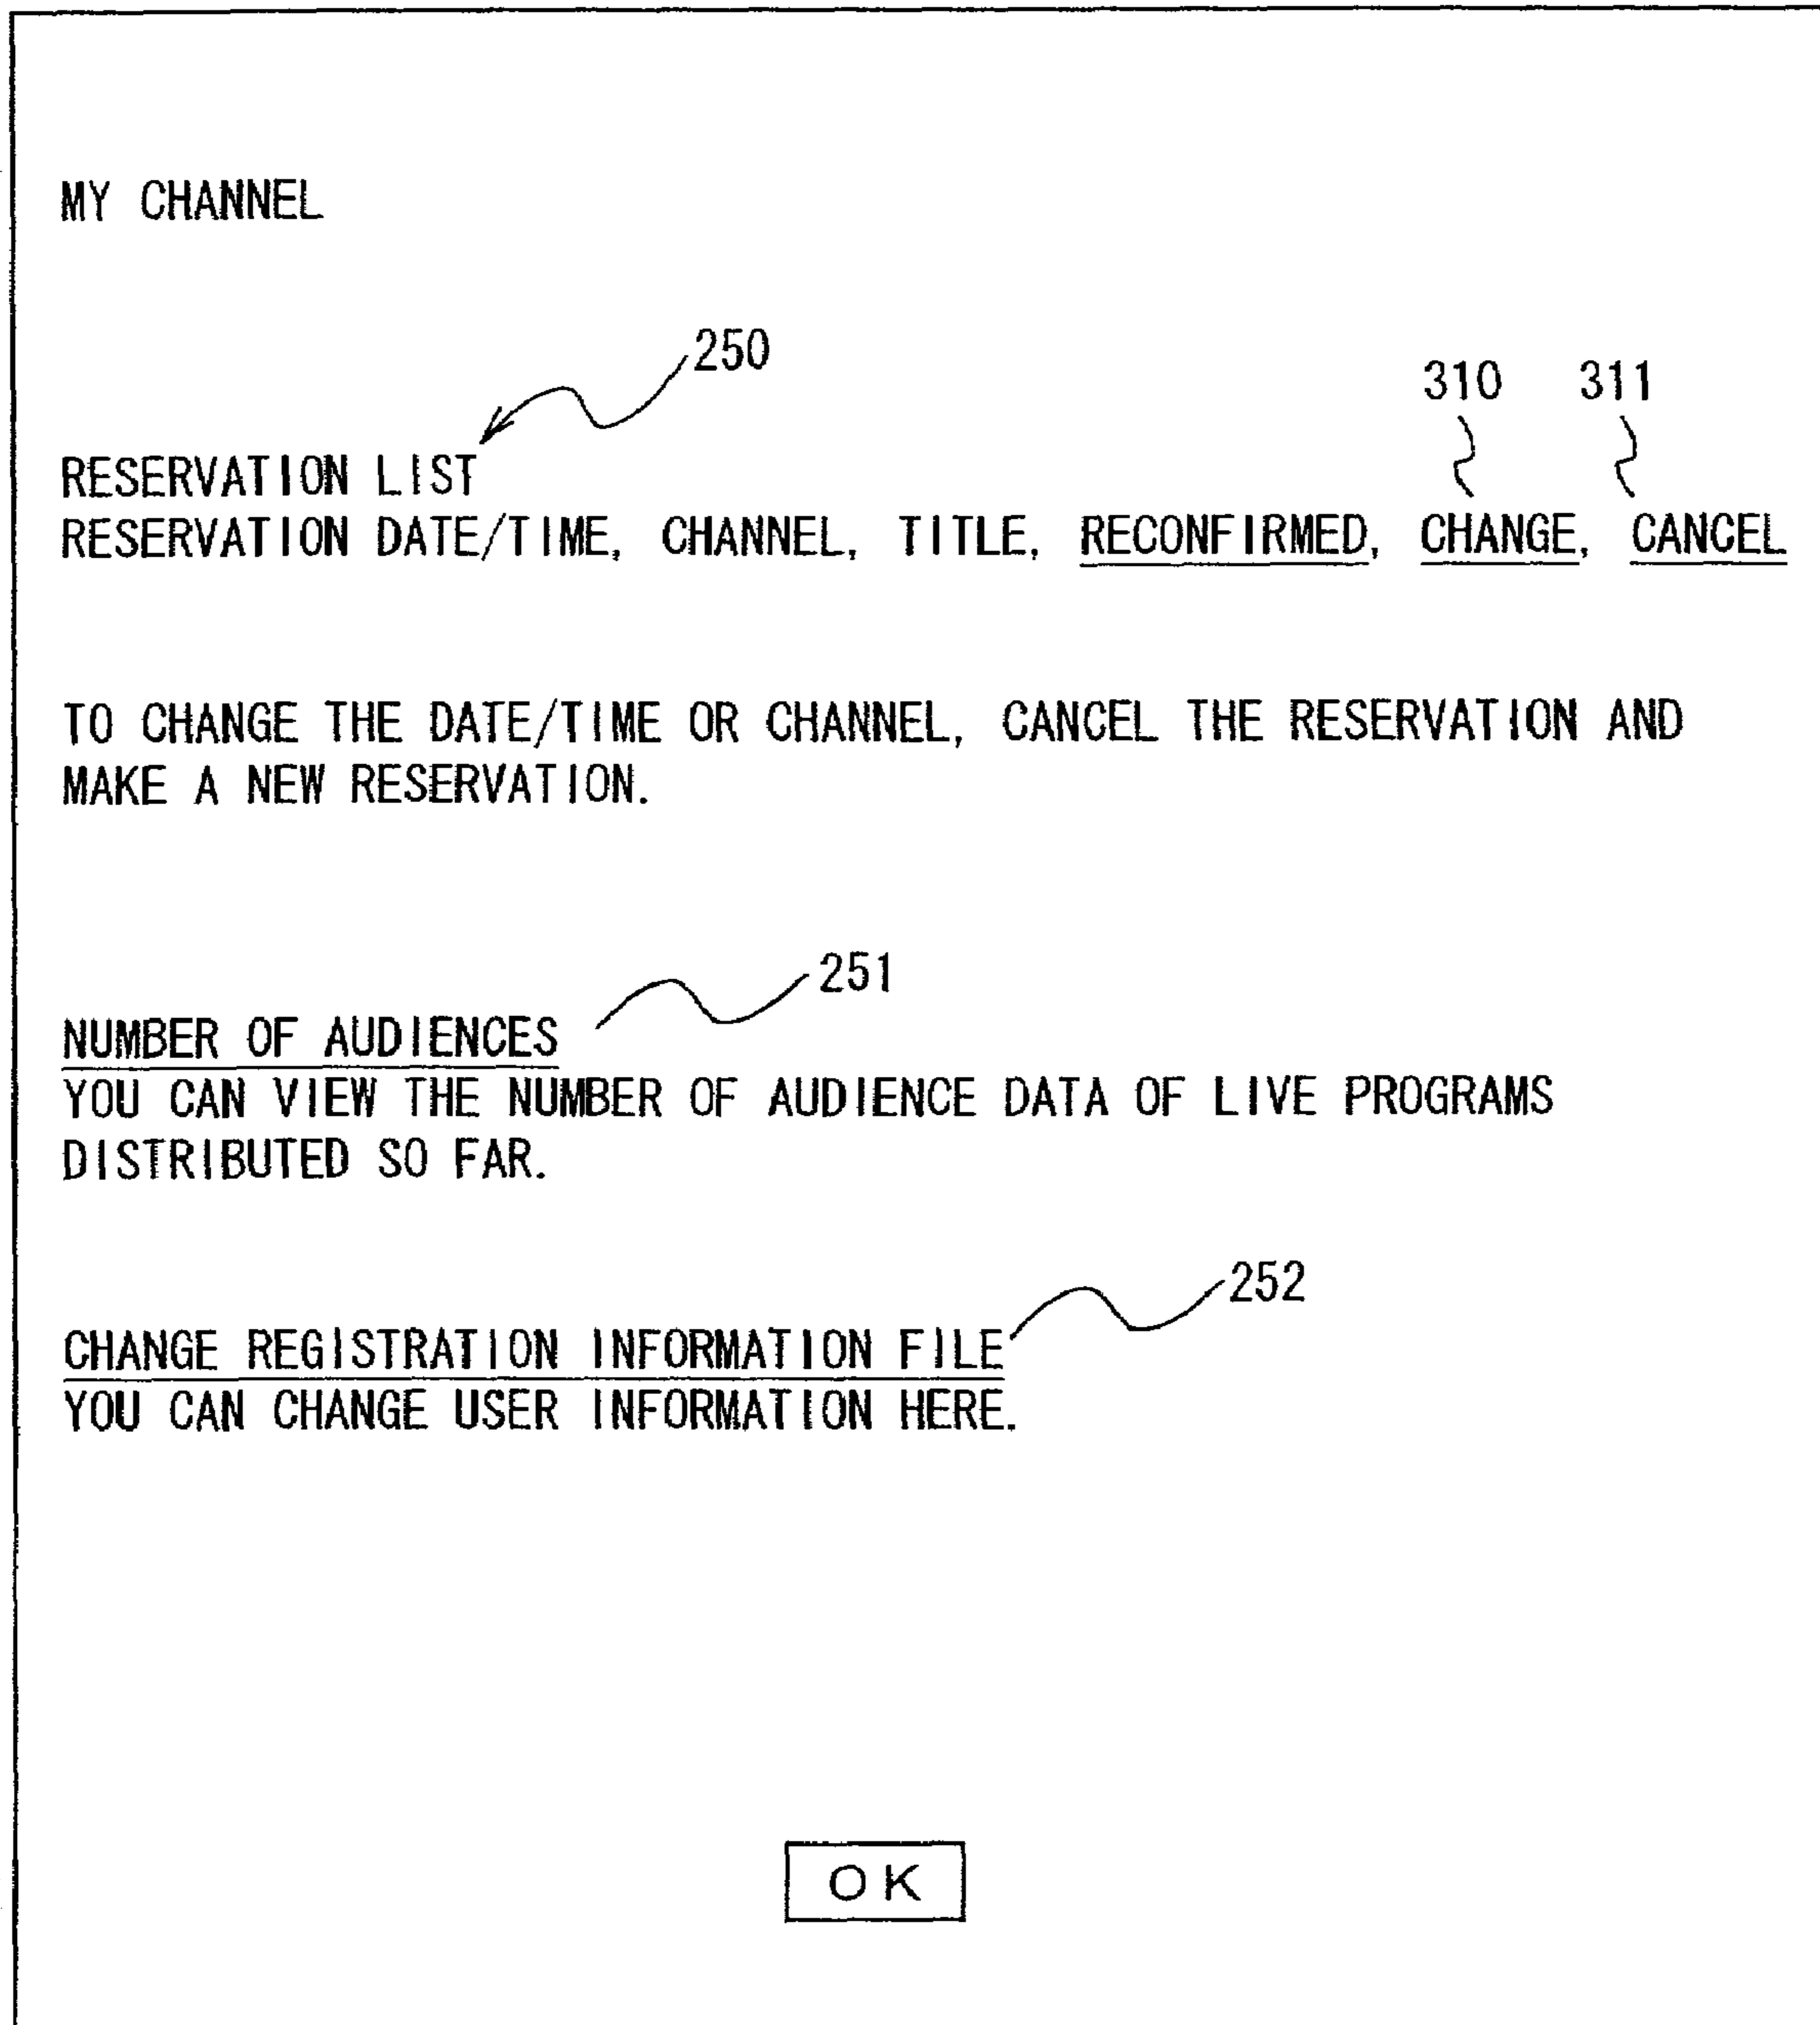 MY CHANNEL
250
310 311
RESERVATION LIST
RESERVATION DATE/TIME, CHANNEL, TITLE, RECONFIRMED, CHANGE, CANCEL
TO CHANGE THE DATE/TIME OR CHANNEL, CANCEL THE RESERVATION AND
MAKE A NEW RESERVATION.
251
NUMBER OF AUDIENCES
YOU CAN VIEW THE NUMBER OF AUDIENCE DATA OF LIVE PROGRAMS
DISTRIBUTED SO FAR.
252
CHANGE REGISTRATION INFORMATION FILE
YOU CAN CHANGE USER INFORMATION HERE.
OK